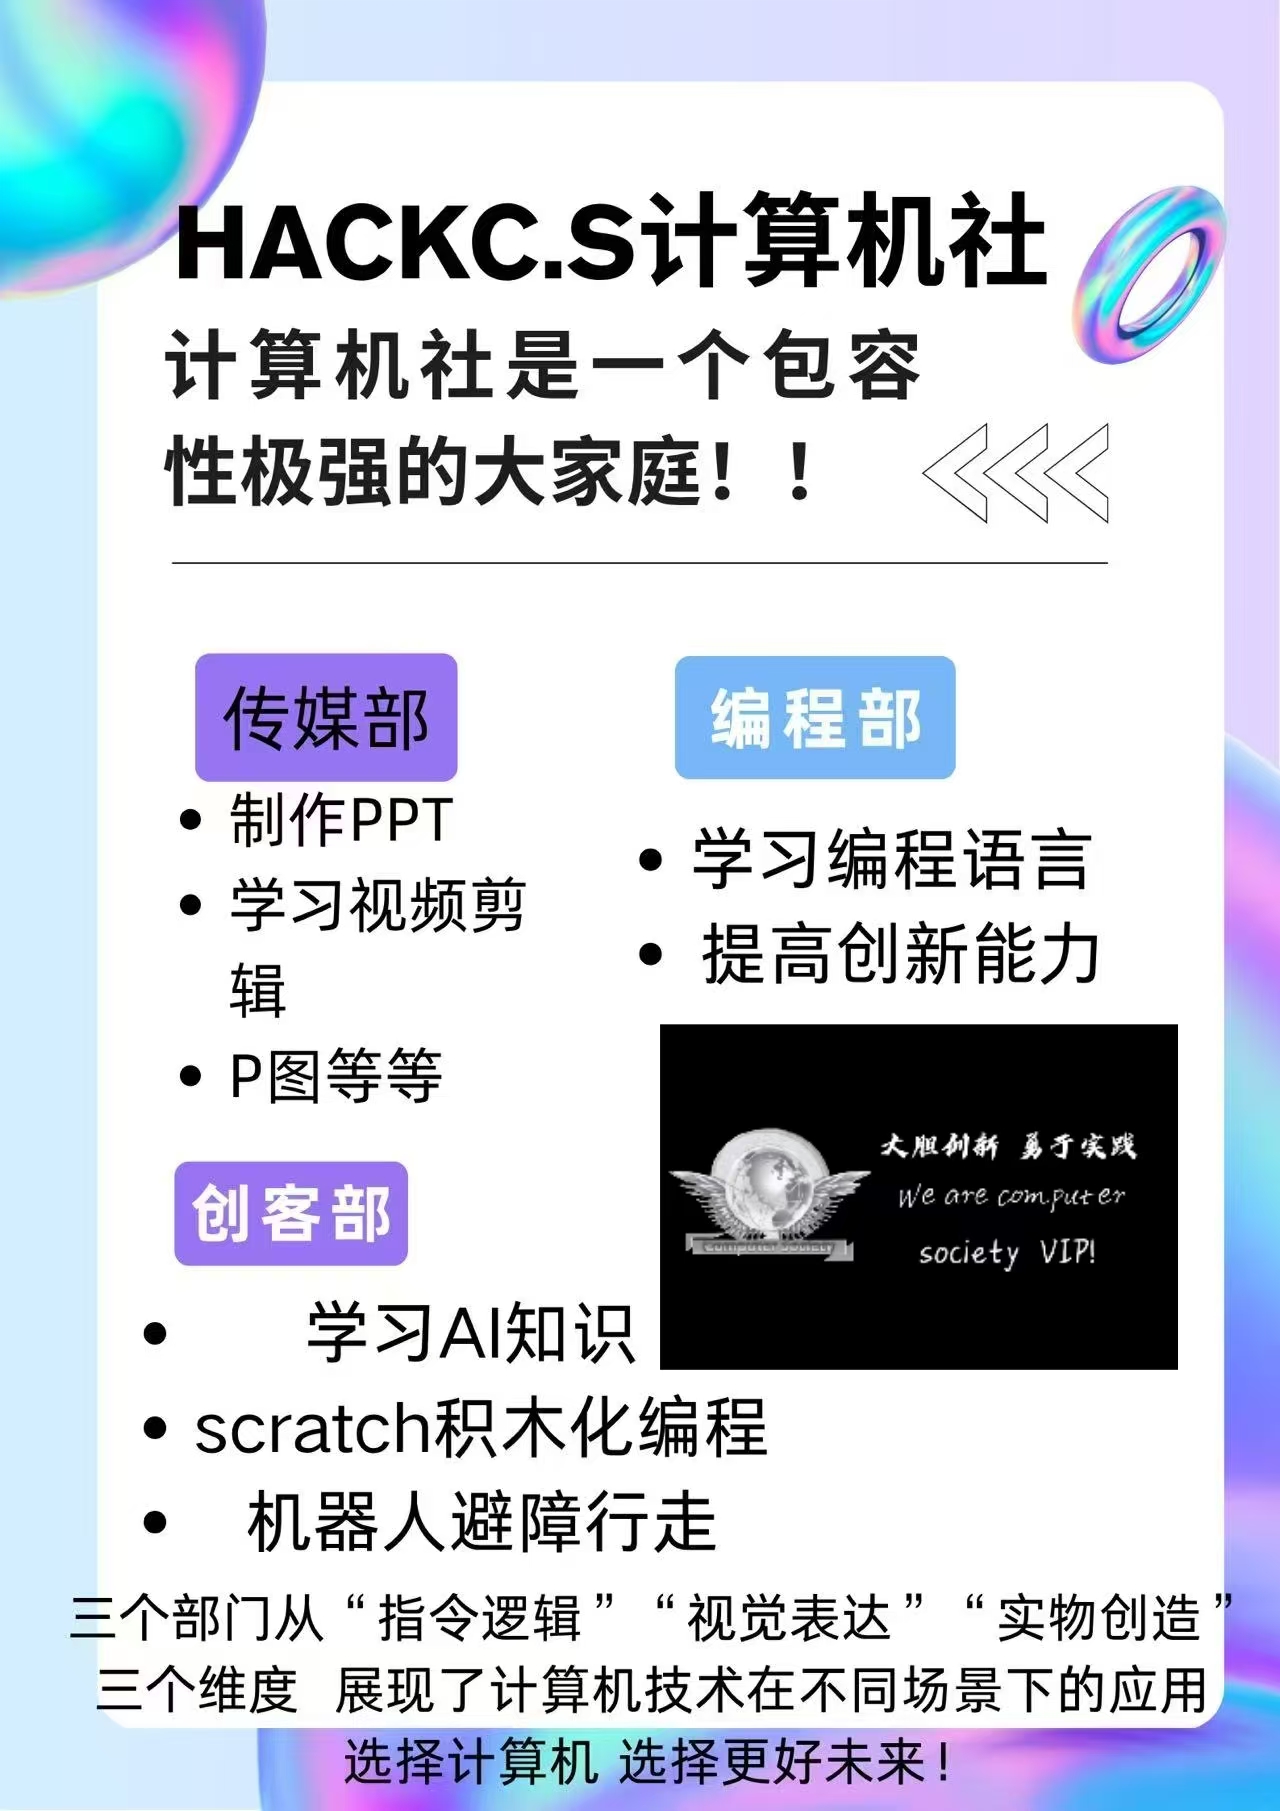 HACKC.S计算机社
计算机社是一个包容
性极强的大家庭！！
传媒部
制作PPT
学习视频剪
辑
P图等等
编程部
学习编程语言
提高创新能力
大胆创新 勇于实践
We are computer
society VIP!
computer society
创客部
学习AI知识
scratch积木化编程
机器人避障行走
三个部门从“指令逻辑”“视觉表达”“实物创造”
三个维度 展现了计算机技术在不同场景下的应用
选择计算机 选择更好未来！